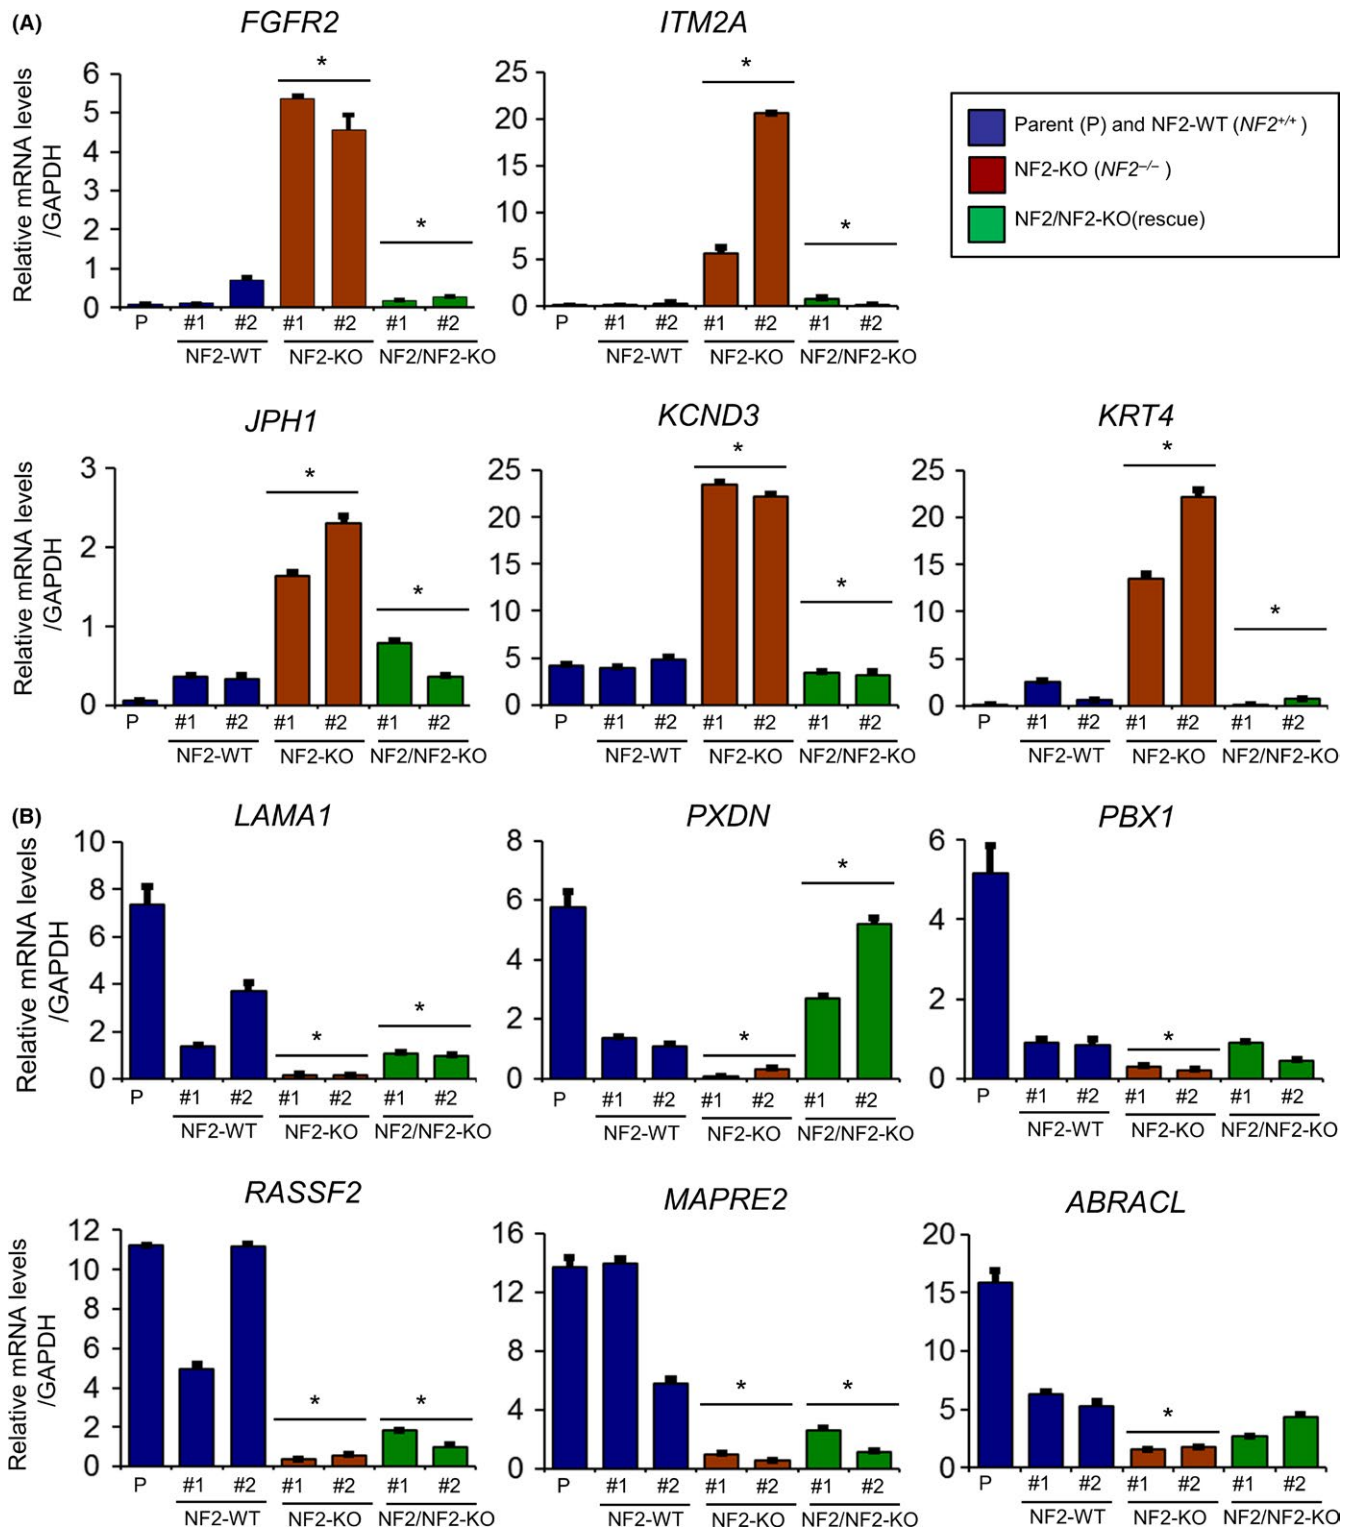 (A)
FGFR2
ITM2A
Relative mRNA levels
/GAPDH
6
5
4
3
2
1
0
*
*
P #1 #2 #1 #2 #1 #2
NF2-WT NF2-KO NF2/NF2-KO
25
20
15
10
5
0
*
*
P #1 #2 #1 #2 #1 #2
NF2-WT NF2-KO NF2/NF2-KO
Parent (P) and NF2-WT (NF2+/+ )
NF2-KO (NF2–/– )
NF2/NF2-KO(rescue)
JPH1
KCND3
KRT4
Relative mRNA levels
/GAPDH
3
2
1
0
*
*
P #1 #2 #1 #2 #1 #2
NF2-WT NF2-KO NF2/NF2-KO
25
20
15
10
5
0
*
*
P #1 #2 #1 #2 #1 #2
NF2-WT NF2-KO NF2/NF2-KO
25
20
15
10
5
0
*
*
P #1 #2 #1 #2 #1 #2
NF2-WT NF2-KO NF2/NF2-KO
(B)
LAMA1
PXDN
PBX1
Relative mRNA levels
/GAPDH
10
8
6
4
2
0
*
*
P #1 #2 #1 #2 #1 #2
NF2-WT NF2-KO NF2/NF2-KO
8
6
4
2
0
*
*
P #1 #2 #1 #2 #1 #2
NF2-WT NF2-KO NF2/NF2-KO
6
4
2
0
*
P #1 #2 #1 #2 #1 #2
NF2-WT NF2-KO NF2/NF2-KO
RASSF2
MAPRE2
ABRACL
Relative mRNA levels
/GAPDH
12
10
8
6
4
2
0
*
*
P #1 #2 #1 #2 #1 #2
NF2-WT NF2-KO NF2/NF2-KO
16
12
8
4
0
*
*
P #1 #2 #1 #2 #1 #2
NF2-WT NF2-KO NF2/NF2-KO
20
15
10
5
0
*
P #1 #2 #1 #2 #1 #2
NF2-WT NF2-KO NF2/NF2-KO